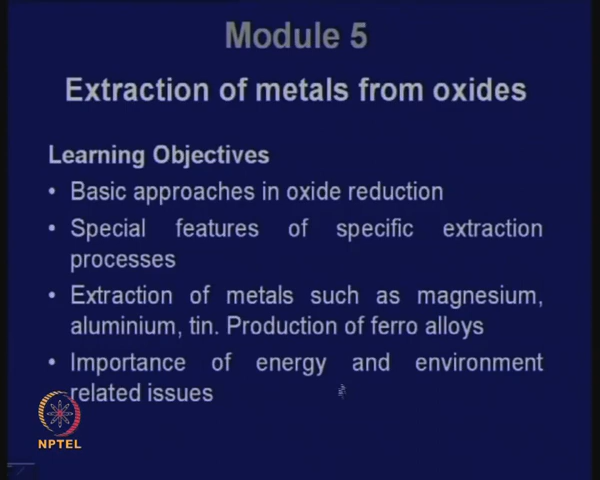 Module 5
Extraction of metals from oxides
Learning Objectives
• Basic approaches in oxide reduction
• Special features of specific extraction
processes
• Extraction of metals such as magnesium,
aluminium, tin. Production of ferro alloys
• Importance of energy and environment
related issues
NPTEL